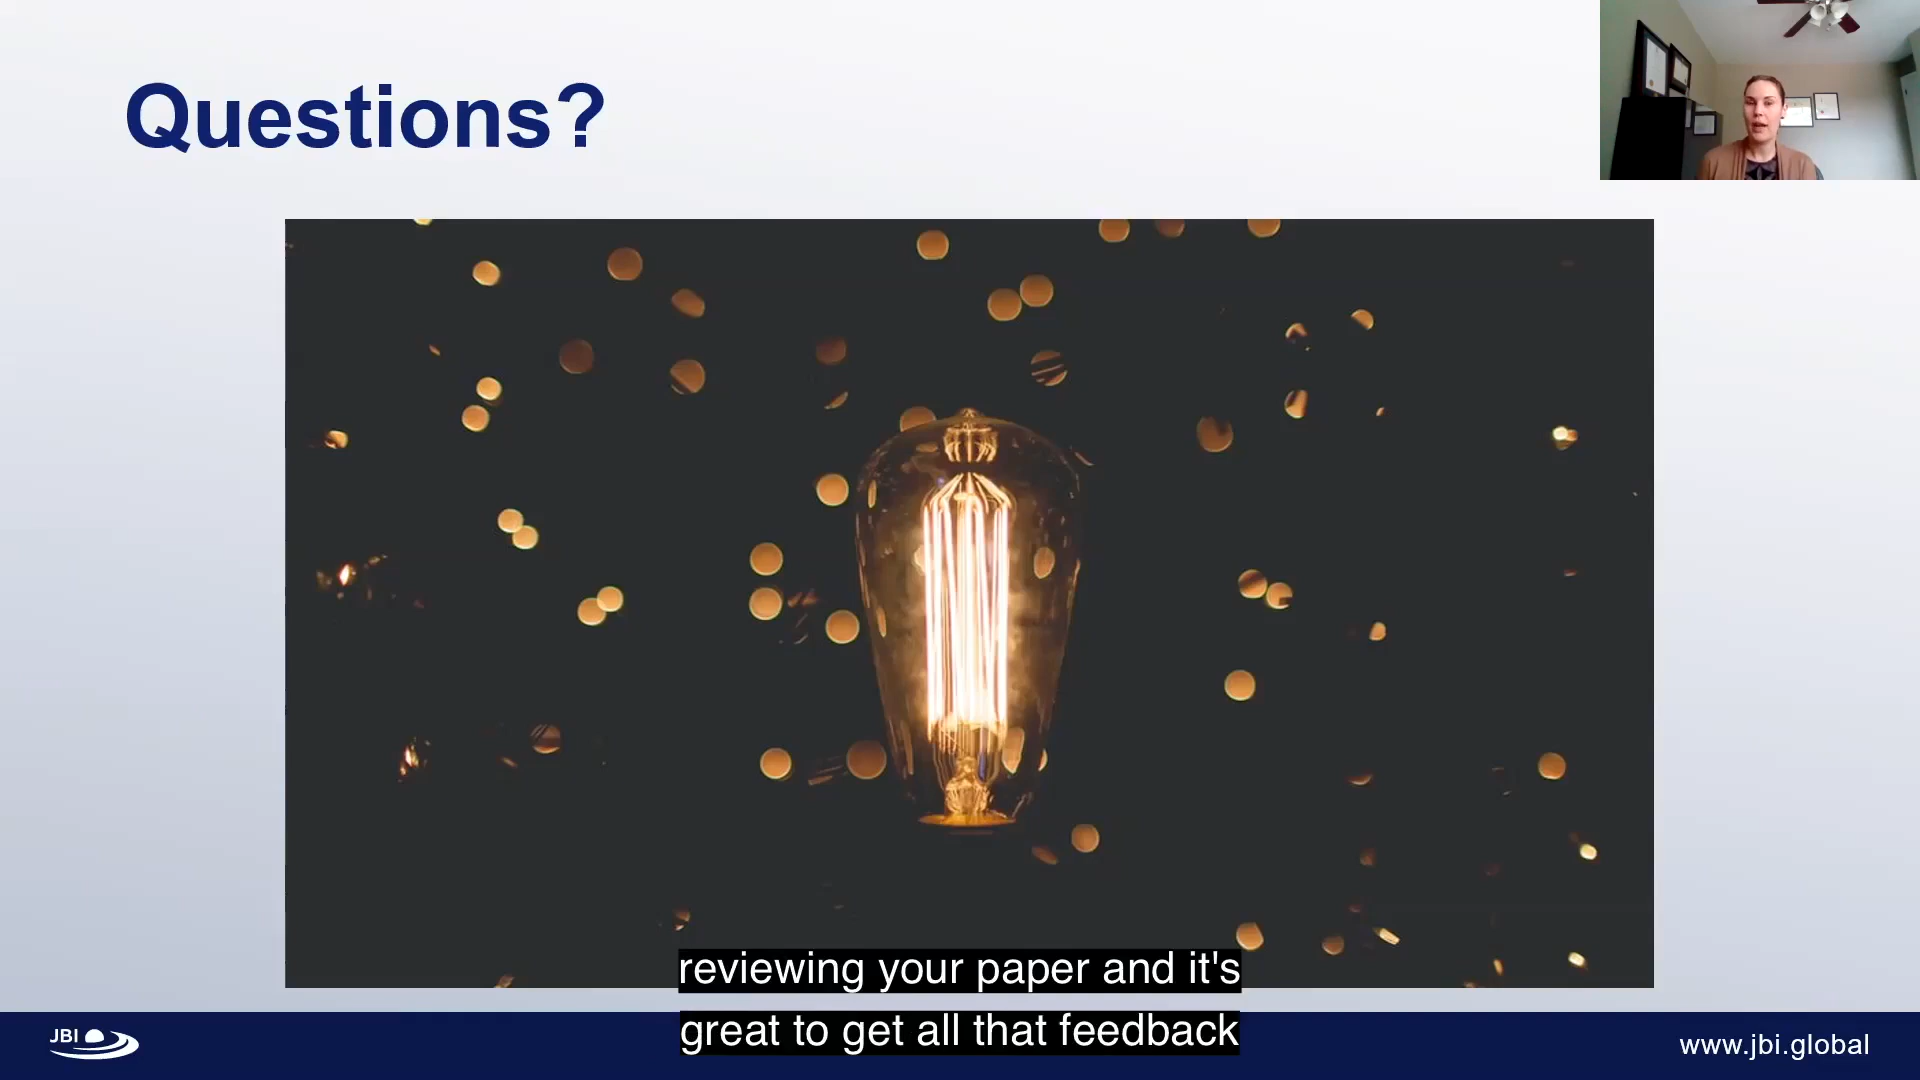 Questions?
reviewing your paper and it's
great to get all that feedback
JBI
www.jbi.global